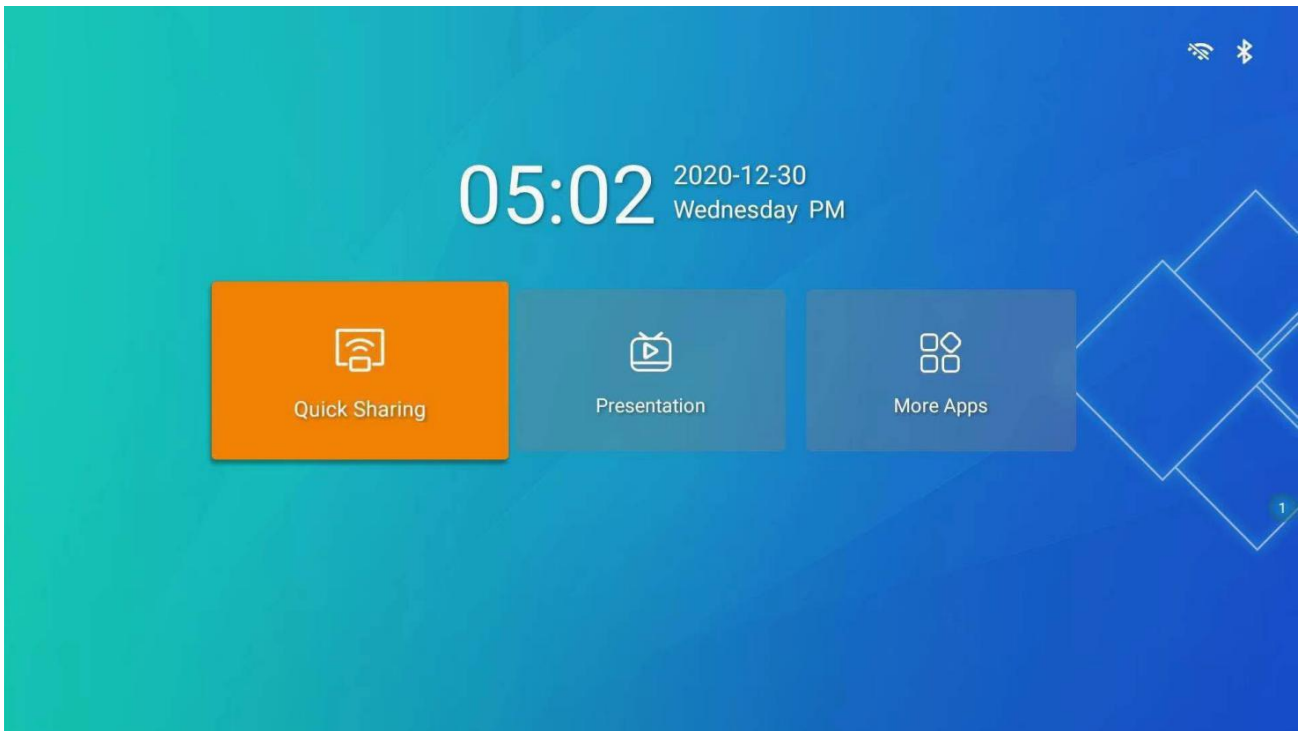 05:02
2020-12-30
Wednesday PM
Quick Sharing
Presentation
More Apps
1